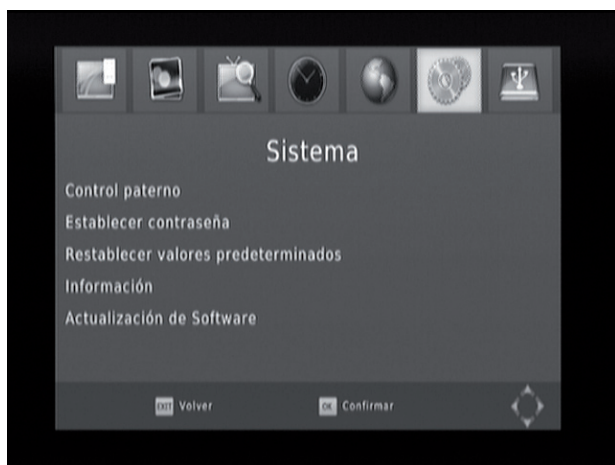 Sistema
Control paterno
Establecer contraseña
Restablecer valores predeterminados
Información
Actualización de Software
EXIT Volver OK Confirmar